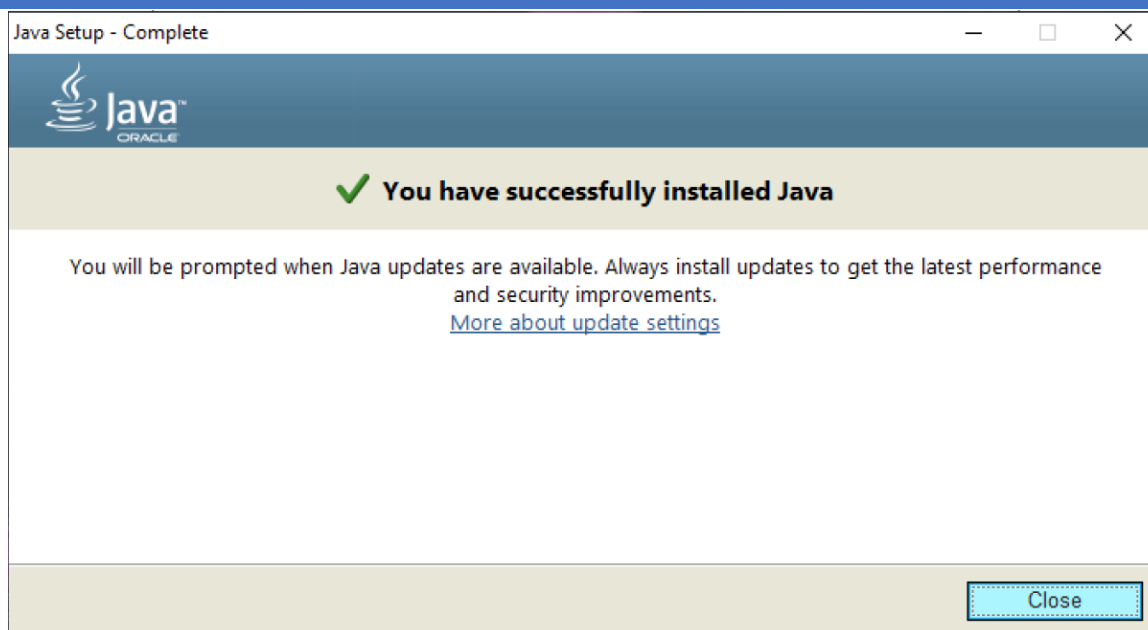 Java Setup - Complete
Java™
ORACLE
You have successfully installed Java
You will be prompted when Java updates are available. Always install updates to get the latest performance
and security improvements.
More about update settings
Close